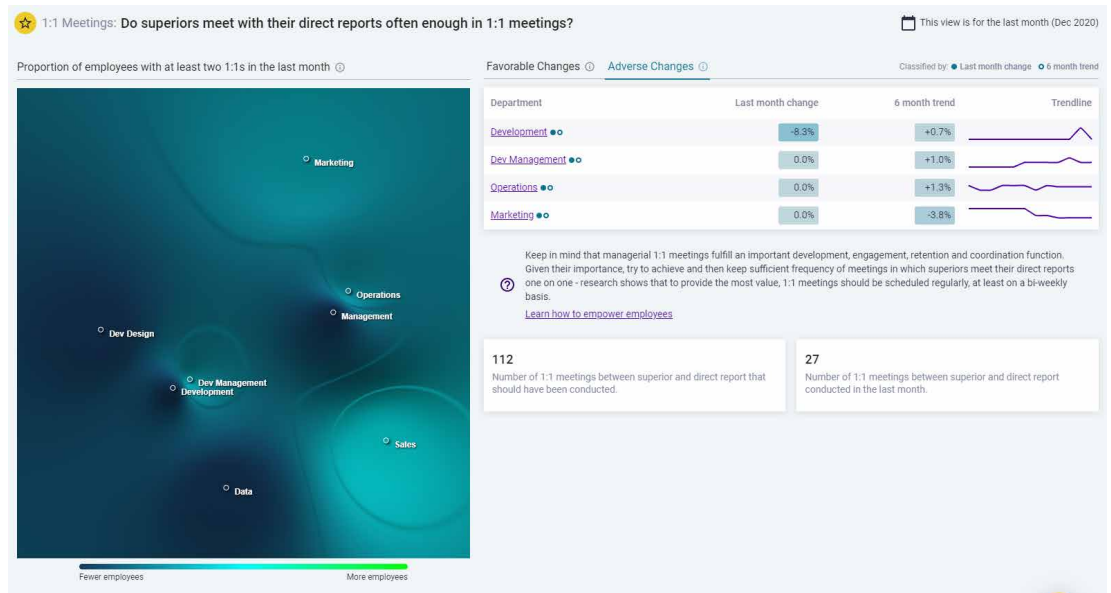 1:1 Meetings: Do superiors meet with their direct reports often enough in 1:1 meetings?
This view is for the last month (Dec 2020)
Proportion of employees with at least two 1:1s in the last month
Marketing
Operations
Management
Dev Design
Dev Management
Development
Sales
Data
Fewer employees
More employees
Favorable Changes
Adverse Changes
Classified by: Last month change 6 month trend
Department Last month change 6 month trend Trendline
Development -8.3% +0.7%
Dev Management 0.0% +1.0%
Operations 0.0% +1.3%
Marketing 0.0% -3.8%
Keep in mind that managerial 1:1 meetings fulfill an important development, engagement, retention and coordination function.
Given their importance, try to achieve and then keep sufficient frequency of meetings in which superiors meet their direct reports
one on one - research shows that to provide the most value, 1:1 meetings should be scheduled regularly, at least on a bi-weekly
basis.
Learn how to empower employees
112
Number of 1:1 meetings between superior and direct report that
should have been conducted.
27
Number of 1:1 meetings between superior and direct report
conducted in the last month.